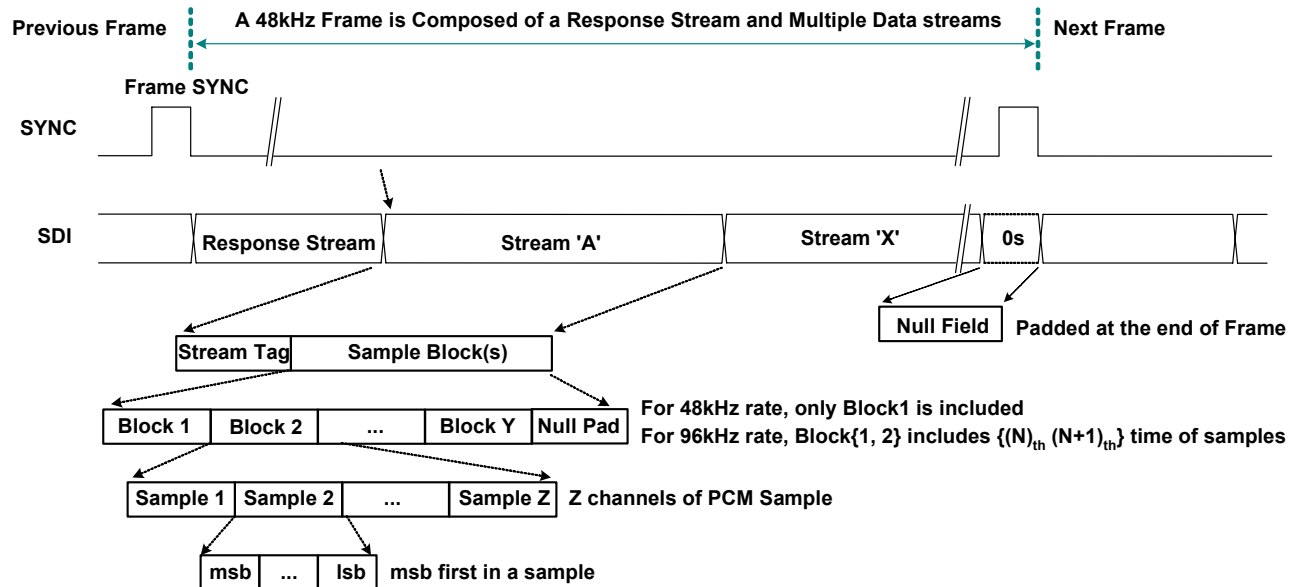 A 48kHz Frame is Composed of a Response Stream and Multiple Data streams
Previous Frame
Next Frame
Frame SYNC
SYNC
SDI
Response Stream
Stream 'A'
Stream 'X'
0s
Null Field
Padded at the end of Frame
Stream Tag
Sample Block(s)
Block 1
Block 2
...
Block Y
Null Pad
For 48kHz rate, only Block1 is included
For 96kHz rate, Block{1, 2} includes {(N)th (N+1)th} time of samples
Sample 1
Sample 2
...
Sample Z
Z channels of PCM Sample
msb
...
lsb
msb first in a sample